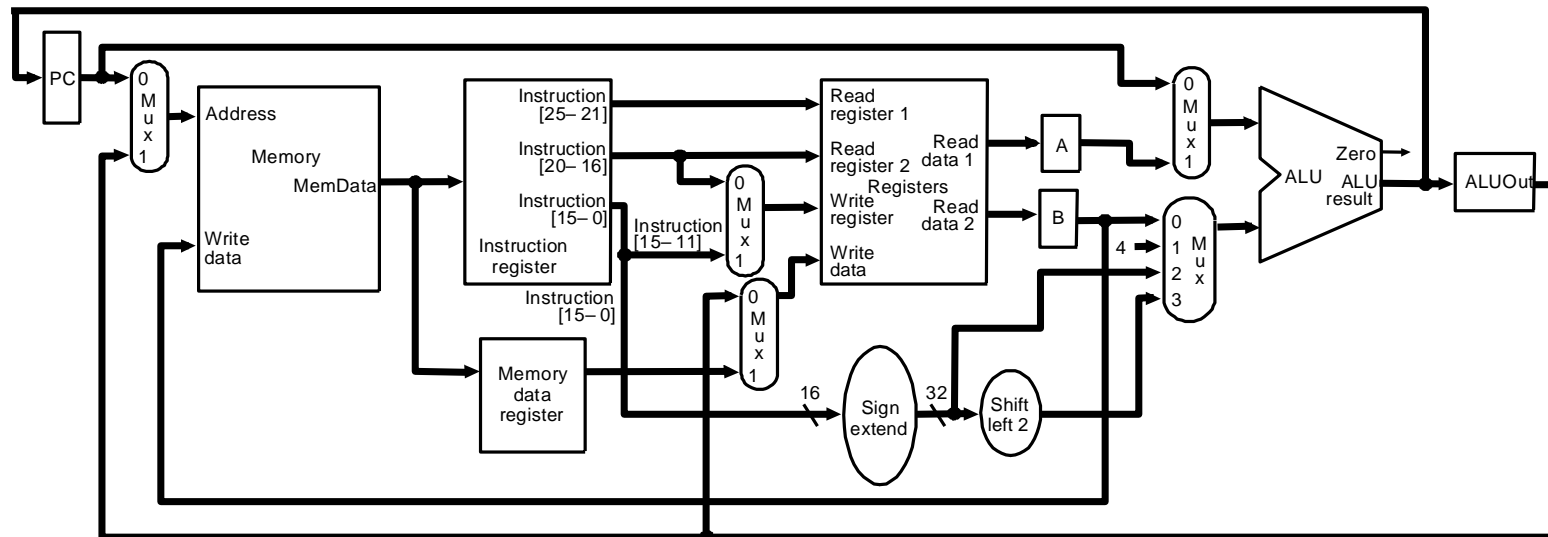 PC
0
M
u
x
1
Address
Memory
MemData
Write
data
Instruction
[25– 21]
Instruction
[20– 16]
Instruction
[15– 0]
Instruction
register
Instruction
[15– 11]
Instruction
[15– 0]
Memory
data
register
0
M
u
x
1
0
M
u
x
1
Read
register 1
Read
register 2
Registers
Write
register
Write
data
Read
data 1
Read
data 2
16
Sign
extend
32
Shift
left 2
A
B
4
0
M
u
x
1
0
1
2
3
M
u
x
Zero
ALU
ALU
result
ALUOut